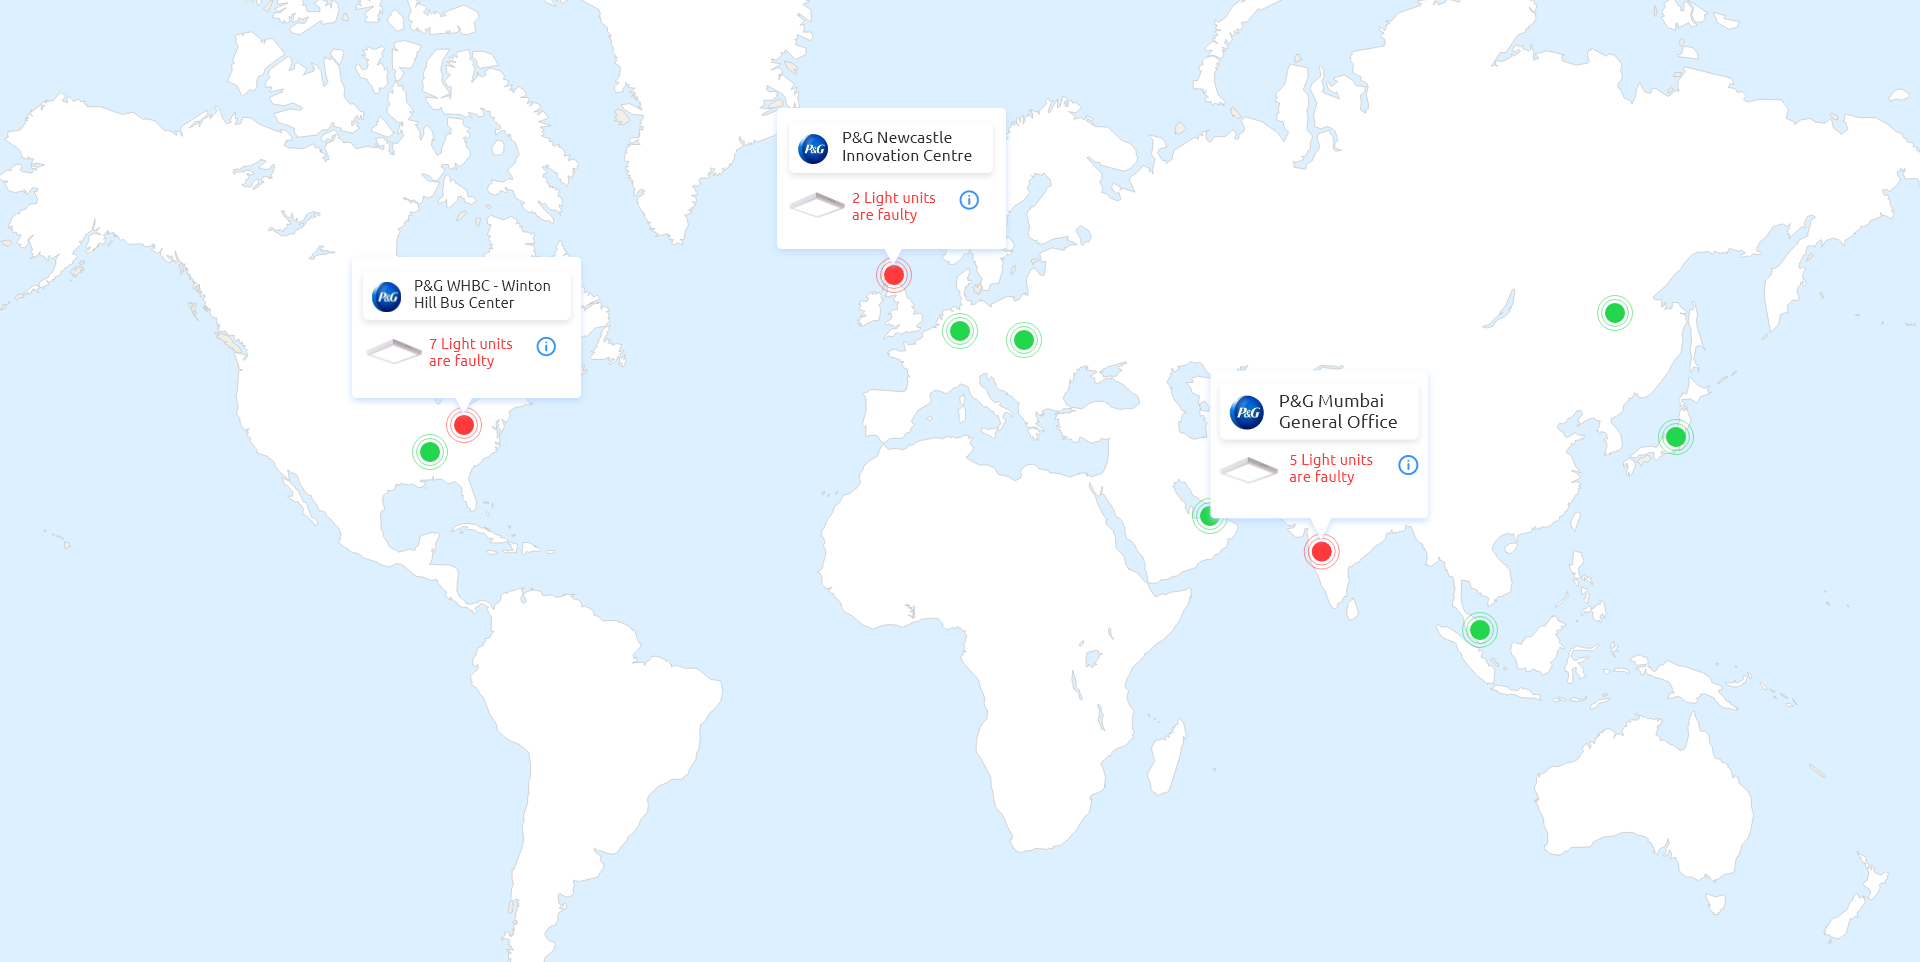 P&G
P&G Newcastle
Innovation Centre
2 Light units
are faulty
P&G
P&G WHBC - Winton
Hill Bus Center
7 Light units
are faulty
P&G
P&G Mumbai
General Office
5 Light units
are faulty